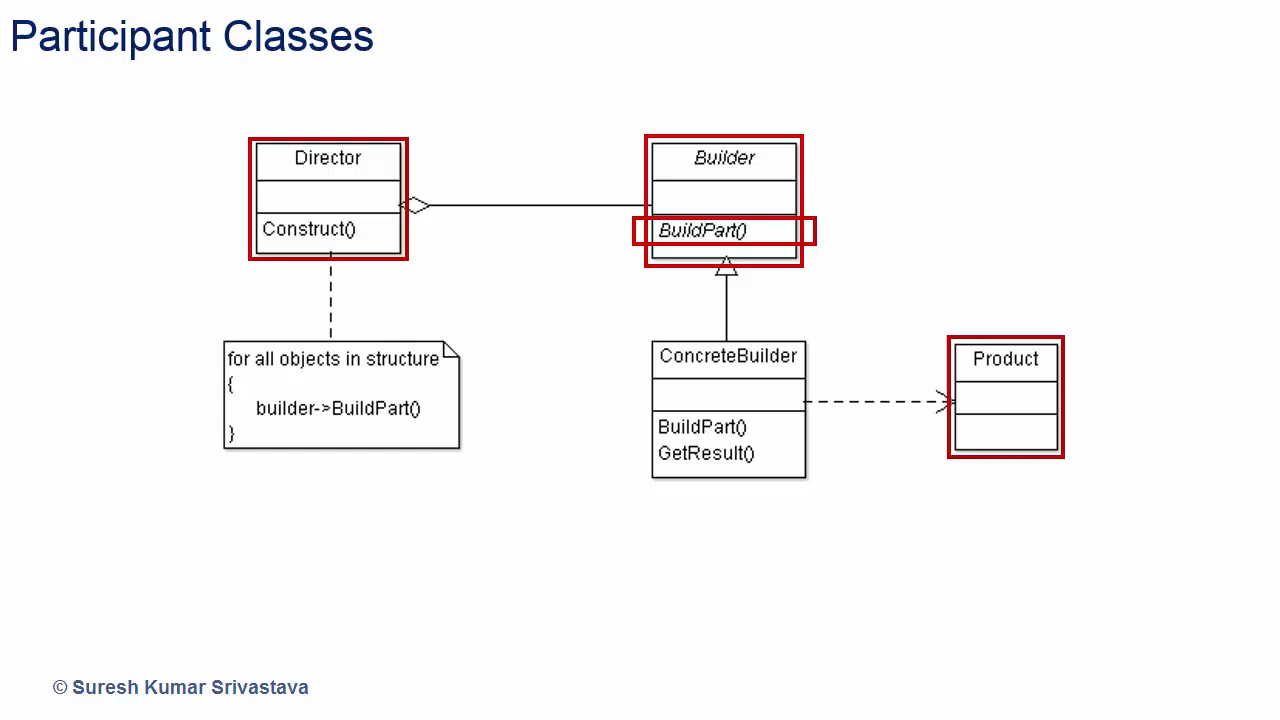 Participant Classes
Director
Construct()
Builder
BuildPart()
for all objects in structure
{
builder->BuildPart()
}
ConcreteBuilder
BuildPart()
GetResult()
Product
© Suresh Kumar Srivastava